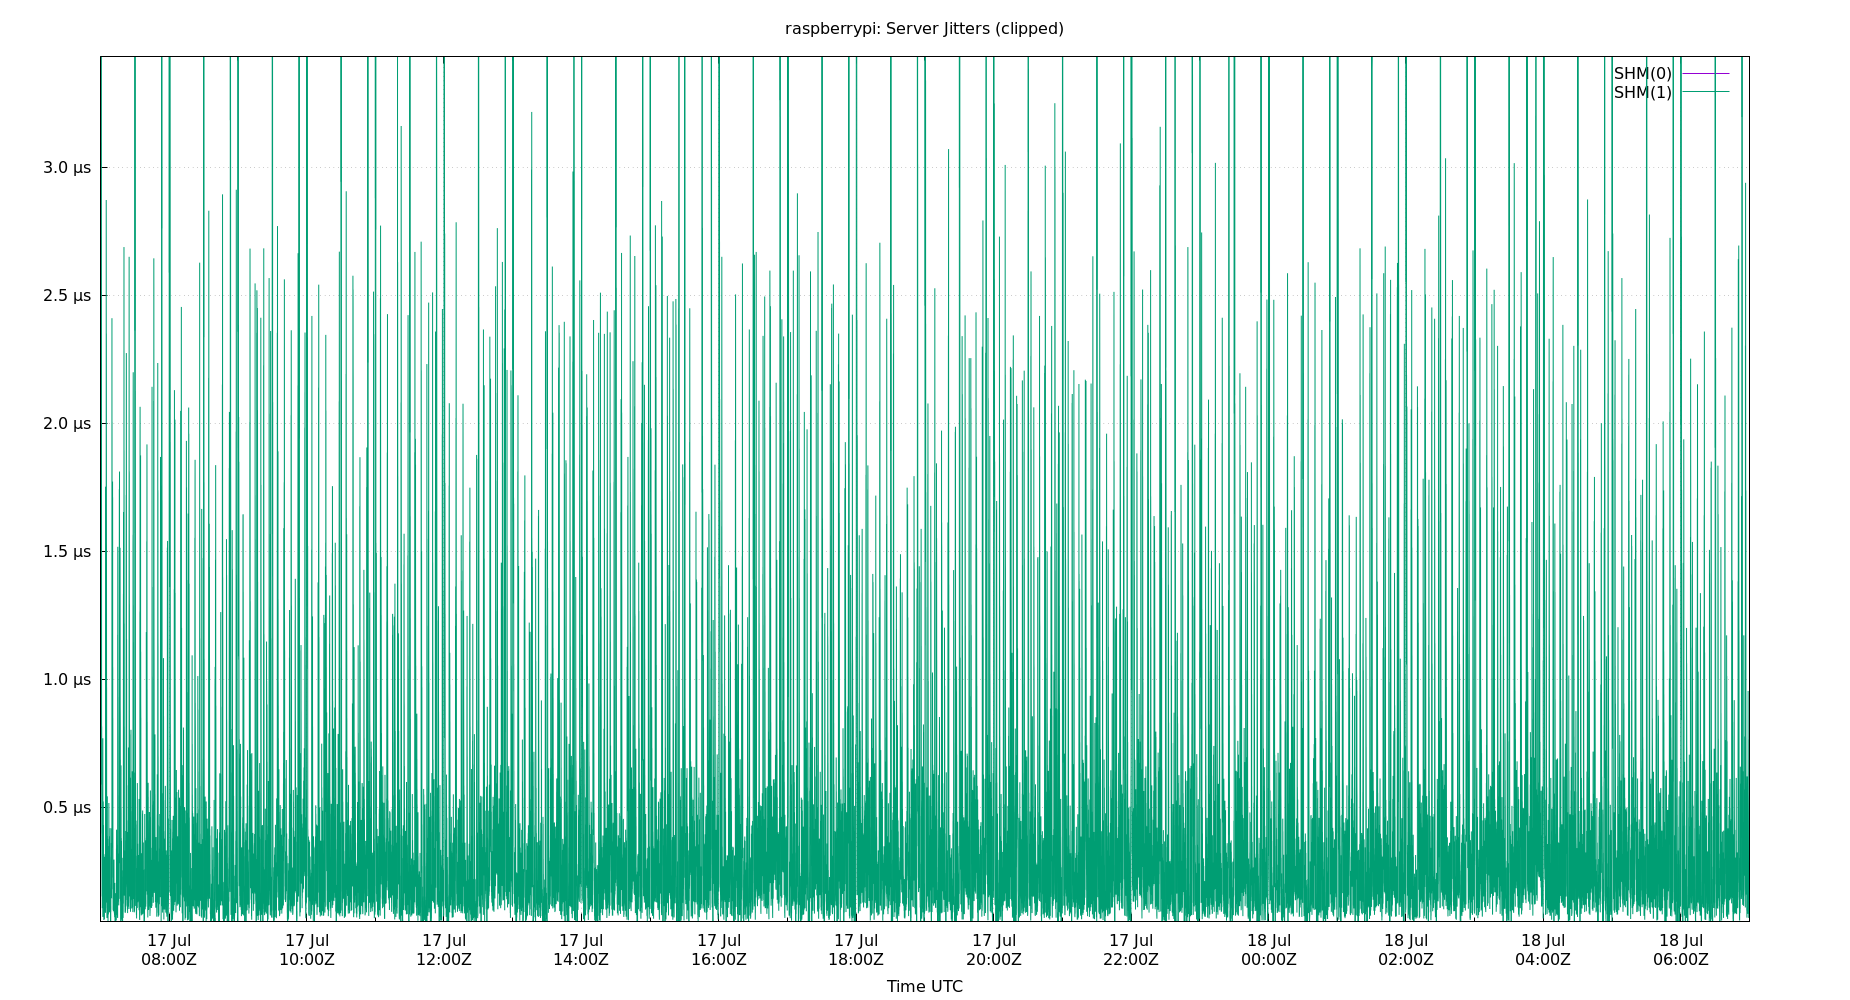 raspberrypi: Server Jitters (clipped)
SHM(0)
SHM(1)
3.0 µs
2.5 µs
2.0 µs
1.5 µs
1.0 µs
0.5 µs
17 Jul 17 Jul 17 Jul 17 Jul 17 Jul 17 Jul 17 Jul 17 Jul 18 Jul 18 Jul 18 Jul 18 Jul
08:00Z 10:00Z 12:00Z 14:00Z 16:00Z 18:00Z 20:00Z 22:00Z 00:00Z 02:00Z 04:00Z 06:00Z
Time UTC